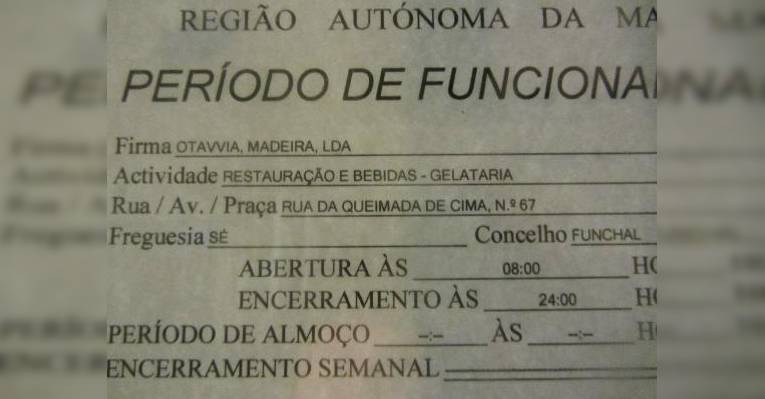 REGIÃO AUTÓNOMA DA MA
PERÍODO DE FUNCIONA
Firma OTAVVIA, MADEIRA, LDA
Actividade RESTAURAÇÃO E BEBIDAS - GELATARIA
Rua / Av. / Praça RUA DA QUEIMADA DE CIMA, N.º 67
Freguesia SÉ Concelho FUNCHAL
ABERTURA ÀS 08:00 HO
ENCERRAMENTO ÀS 24:00 H
PERÍODO DE ALMOÇO --:-- ÀS --:-- H
ENCERRAMENTO SEMANAL